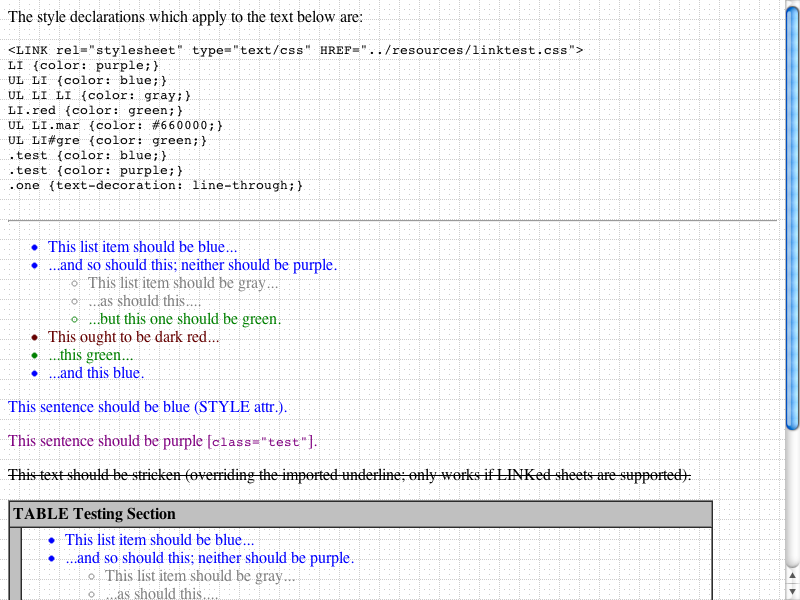 The style declarations which apply to the text below are:
<LINK rel="stylesheet" type="text/css" HREF="../resources/linktest.css">
LI {color: purple;}
UL LI {color: blue;}
UL LI LI {color: gray;}
LI.red {color: green;}
UL LI.mar {color: #660000;}
UL LI#gre {color: green;}
.test {color: blue;}
.test {color: purple;}
.one {text-decoration: line-through;}
This list item should be blue...
...and so should this; neither should be purple.
This list item should be gray...
...as should this....
...but this one should be green.
This ought to be dark red...
...this green...
...and this blue.
This sentence should be blue (STYLE attr.).
This sentence should be purple [class="test"].
This text should be stricken (overriding the imported underline; only works if LINKed sheets are supported).
TABLE Testing Section
This list item should be blue...
...and so should this; neither should be purple.
This list item should be gray...
...as should this....